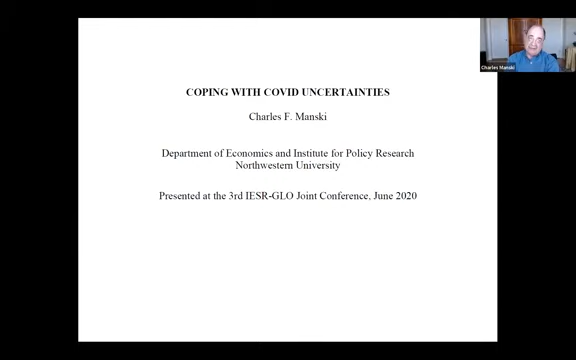 COPING WITH COVID UNCERTAINTIES
Charles F. Manski
Department of Economics and Institute for Policy Research
Northwestern University
Presented at the 3rd IESR-GLO Joint Conference, June 2020
Charles Manski